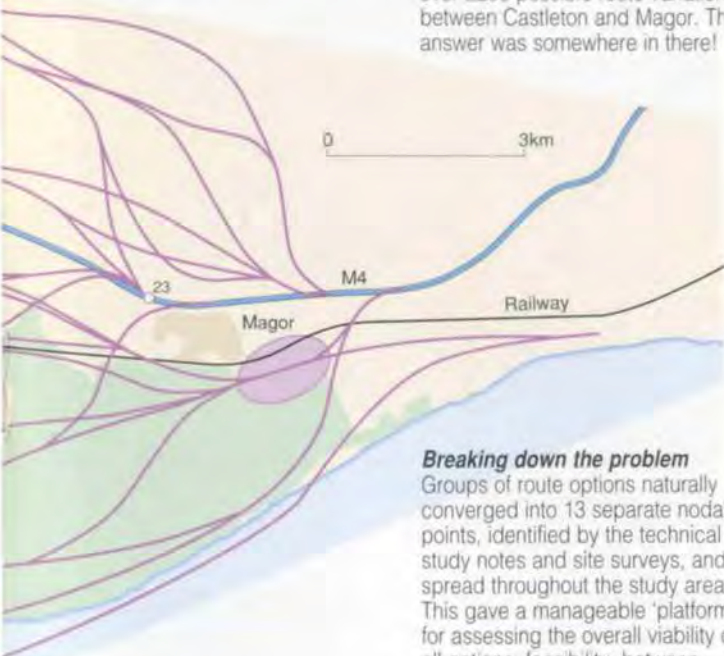 between Castleton and Magor.
answer was somewhere in there!
0 3km
23
M4
Railway
Magor
Breaking down the problem
Groups of route options naturally
converged into 13 separate
points, identified by the technical
study notes and site surveys, and
spread throughout the study area
This gave a manageable 'platform
for assessing the overall viability